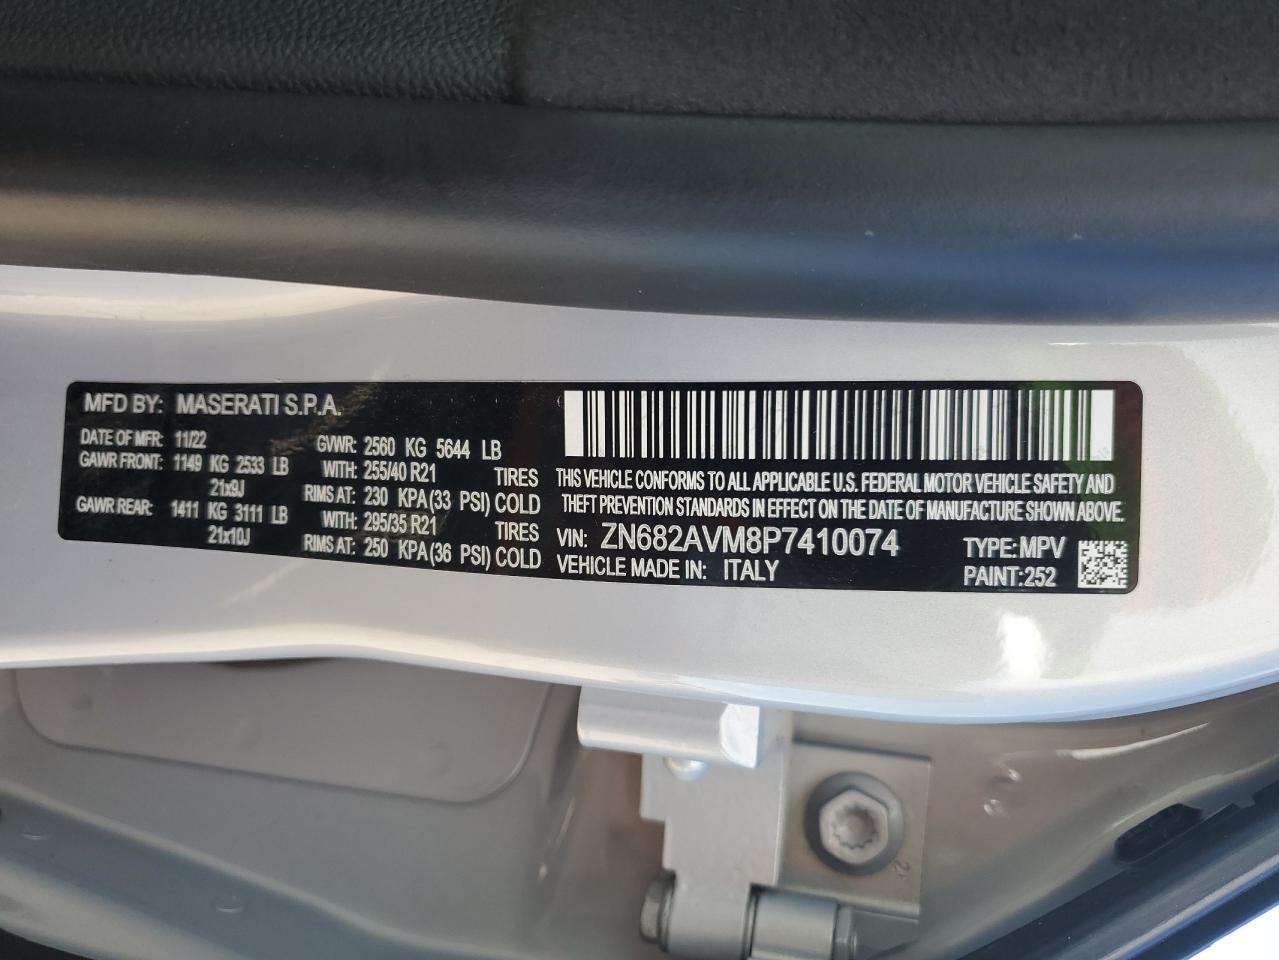 MFD BY: MASERATI S.P.A.
DATE OF MFR: 11/22 GVWR: 2560 KG 5644 LB
GAWR FRONT: 1149 KG 2533 LB WITH: 255/40 R21 TIRES
21x9J RIMS AT: 230 KPA(33 PSI) COLD
GAWR REAR: 1411 KG 3111 LB WITH: 295/35 R21 TIRES
21x10J RIMS AT: 250 KPA(36 PSI) COLD
THIS VEHICLE CONFORMS TO ALL APPLICABLE U.S. FEDERAL MOTOR VEHICLE SAFETY AND
THEFT PREVENTION STANDARDS IN EFFECT ON THE DATE OF MANUFACTURE SHOWN ABOVE.
VIN: ZN682AVM8P7410074 TYPE: MPV
VEHICLE MADE IN: ITALY PAINT: 252